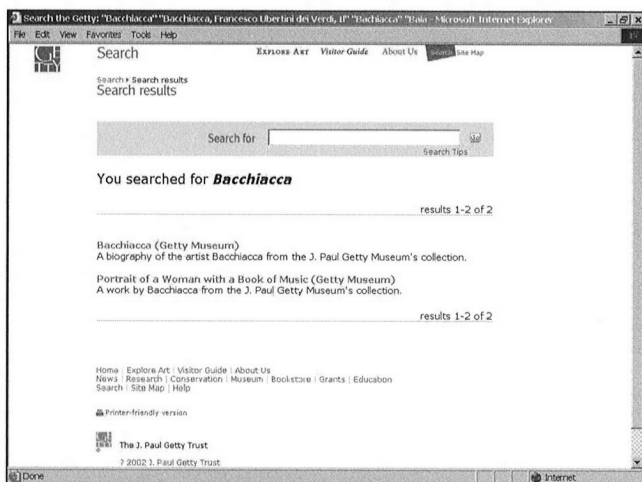 Search the Getty: "Bacchiacca" "Bacchiacca, Francesco Ubertini dei Verdi, Il" "Bachiacca" "Baia - Microsoft Internet Explorer
File Edit View Favorites Tools Help
GE
TTY
Search
EXPLORE ART Visitor Guide About Us Search Site Map
Search › Search results
Search results
Search for
Search Tips
You searched for Bacchiacca
results 1-2 of 2
Bacchiacca (Getty Museum)
A biography of the artist Bacchiacca from the J. Paul Getty Museum's collection.
Portrait of a Woman with a Book of Music (Getty Museum)
A work by Bacchiacca from the J. Paul Getty Museum's collection.
results 1-2 of 2
Home | Explore Art | Visitor Guide | About Us
News | Research | Conservation | Museum | Bookstore | Grants | Education
Search | Site Map | Help
Printer-friendly version
The J. Paul Getty Trust
? 2002 J. Paul Getty Trust
Done
Internet